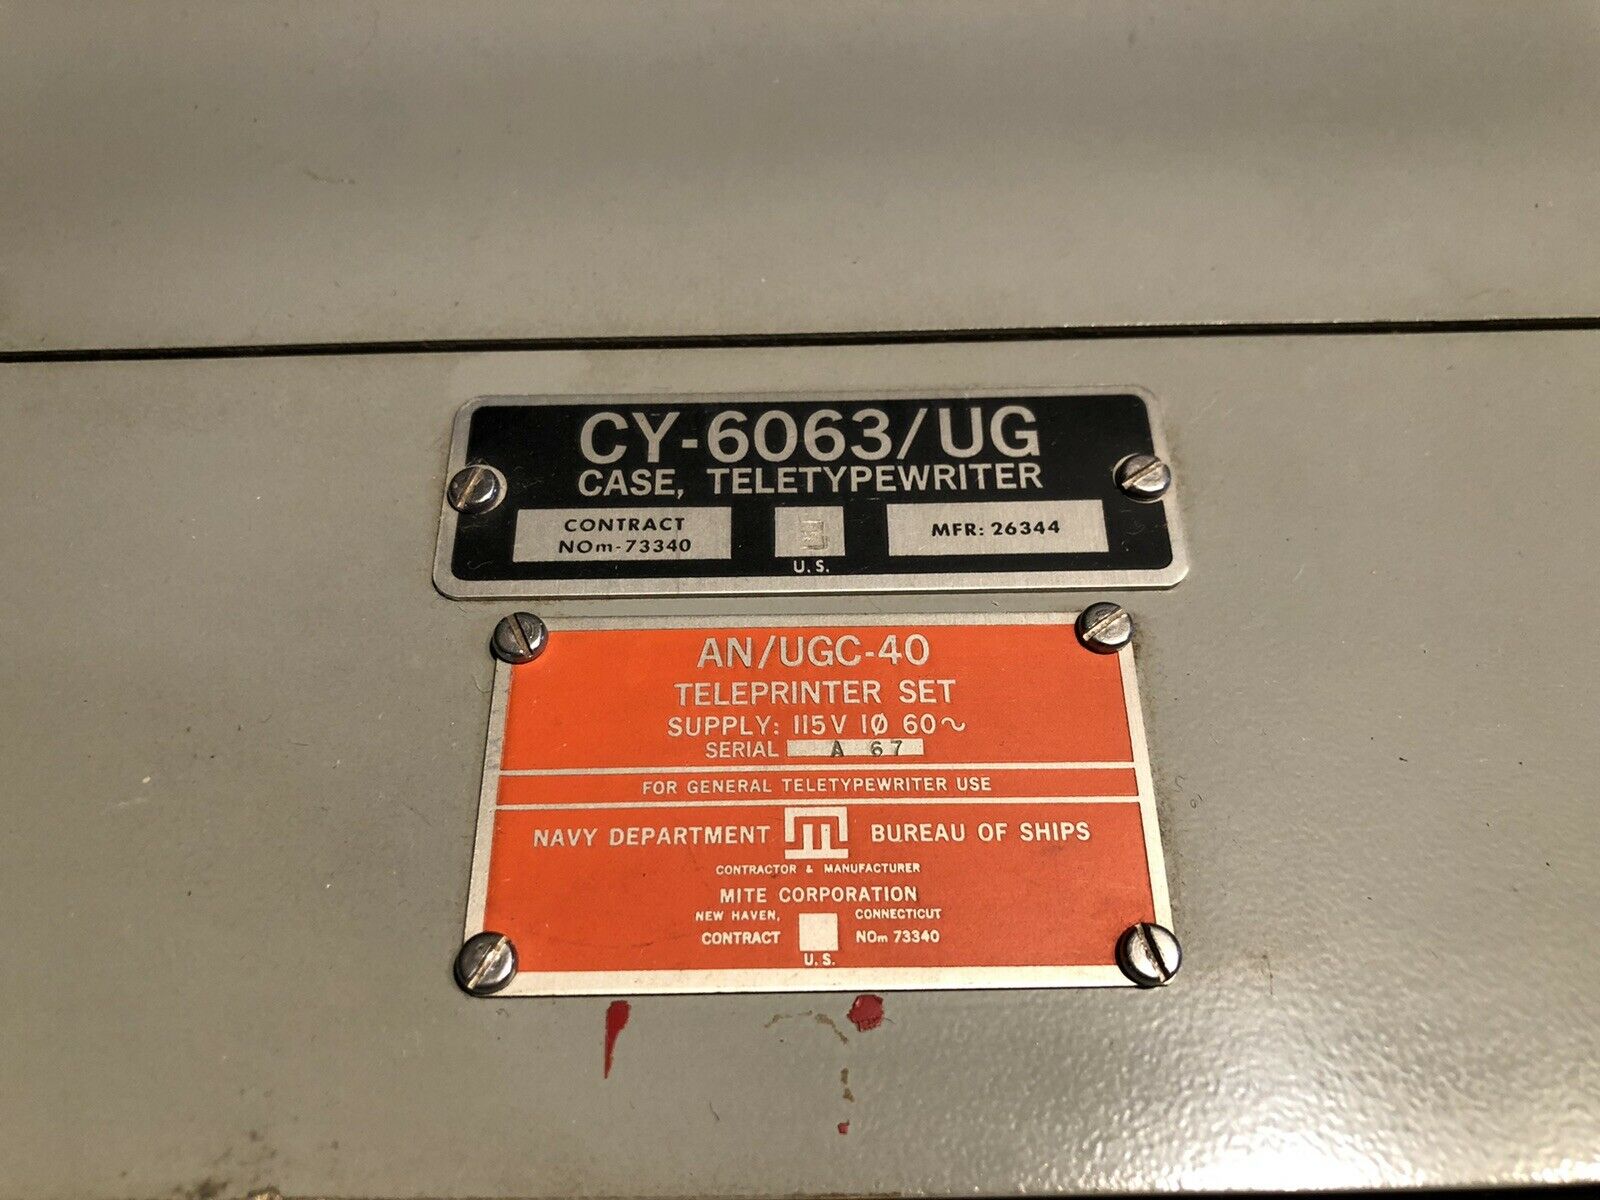 CY-6063/UG
CASE, TELETYPEWRITER
CONTRACT
NOm-73340
MFR: 26344
U.S.
AN/UGC-40
TELEPRINTER SET
SUPPLY: 115V 1Ø 60~
SERIAL A 67
FOR GENERAL TELETYPEWRITER USE
NAVY DEPARTMENT BUREAU OF SHIPS
CONTRACTOR & MANUFACTURER
MITE CORPORATION
NEW HAVEN, CONNECTICUT
CONTRACT NOm 73340
U.S.